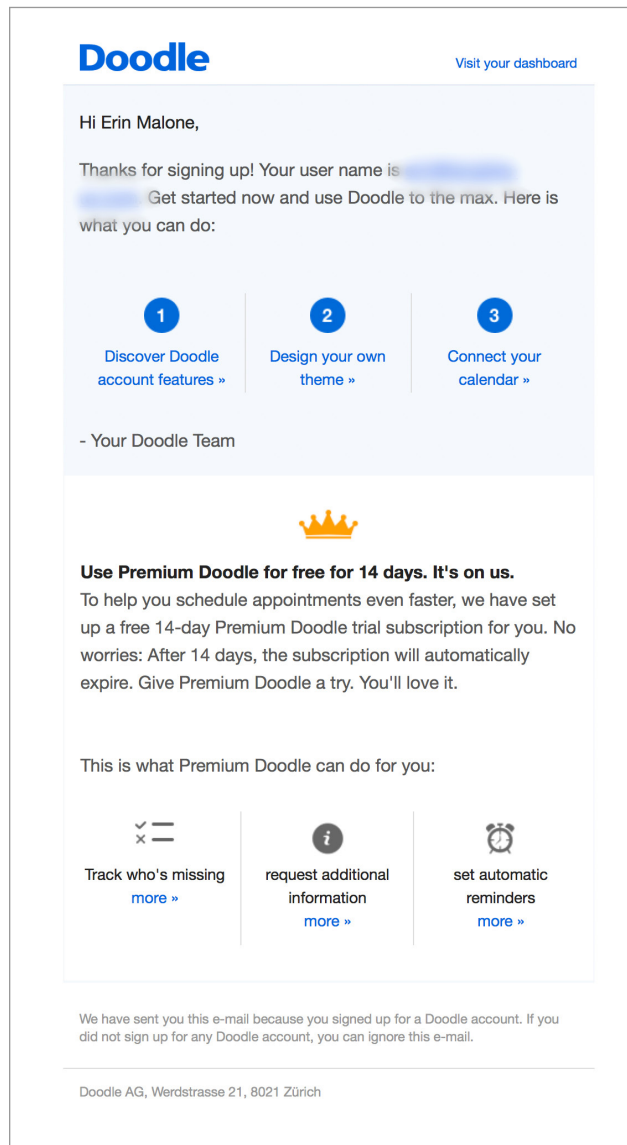 Doodle
Visit your dashboard
Hi Erin Malone,
Thanks for signing up! Your user name is
Get started now and use Doodle to the max. Here is
what you can do:
1
Discover Doodle
account features »
2
Design your own
theme »
3
Connect your
calendar »
- Your Doodle Team
Use Premium Doodle for free for 14 days. It's on us.
To help you schedule appointments even faster, we have set
up a free 14-day Premium Doodle trial subscription for you. No
worries: After 14 days, the subscription will automatically
expire. Give Premium Doodle a try. You'll love it.
This is what Premium Doodle can do for you:
Track who's missing
more »
i
request additional
information
more »
set automatic
reminders
more »
We have sent you this e-mail because you signed up for a Doodle account. If you
did not sign up for any Doodle account, you can ignore this e-mail.
Doodle AG, Werdstrasse 21, 8021 Zürich